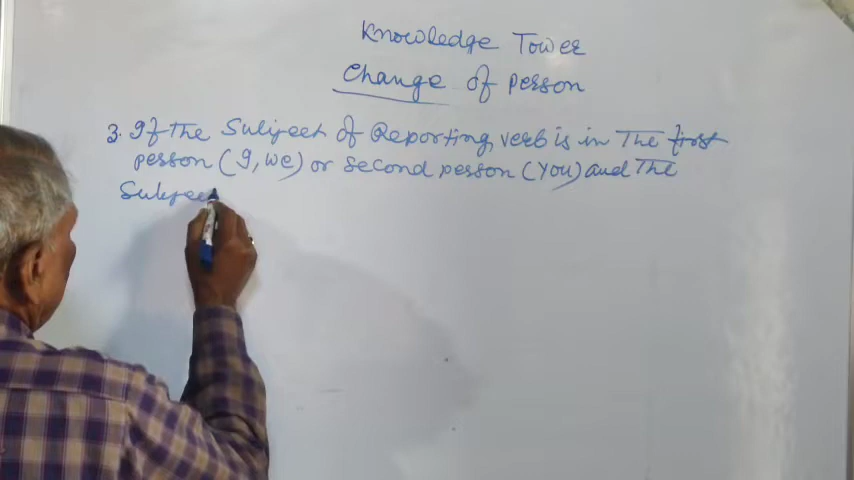 Knowledge Tower
Change of person
3. If the Subject of Reporting verb is in The first
person (I, we) or second person (You) and The
Subjec